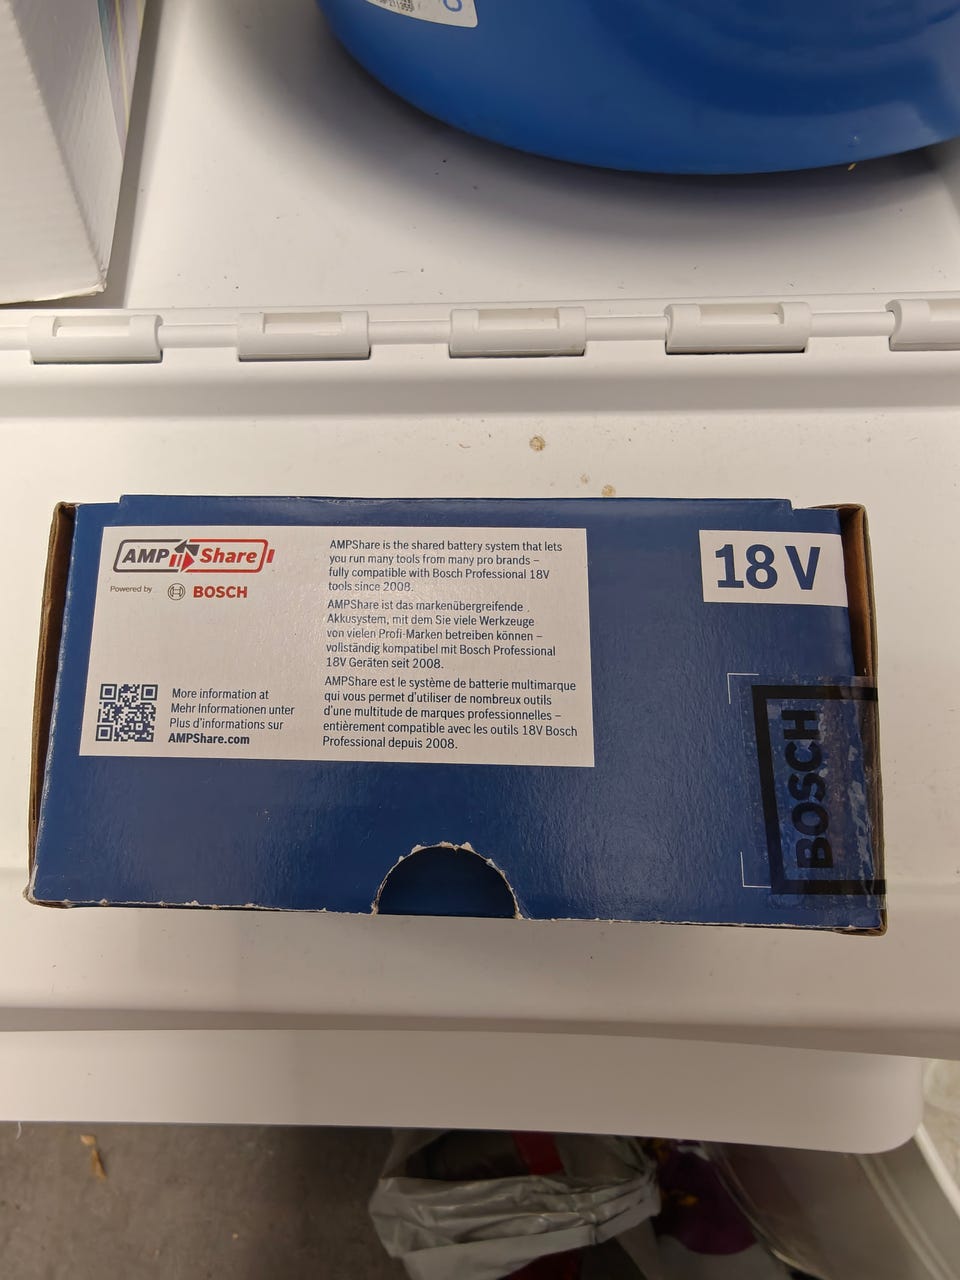 AMP Share
Powered by BOSCH
AMPShare is the shared battery system that lets
you run many tools from many pro brands –
fully compatible with Bosch Professional 18V
tools since 2008.
AMPShare ist das markenübergreifende
Akkusystem, mit dem Sie viele Werkzeuge
von vielen Profi-Marken betreiben können –
vollständig kompatibel mit Bosch Professional
18V Geräten seit 2008.
AMPShare est le système de batterie multimarque
qui vous permet d'utiliser de nombreux outils
d'une multitude de marques professionnelles –
entièrement compatible avec les outils 18V Bosch
Professional depuis 2008.
More information at
Mehr Informationen unter
Plus d'informations sur
AMPShare.com
18 V
BOSCH